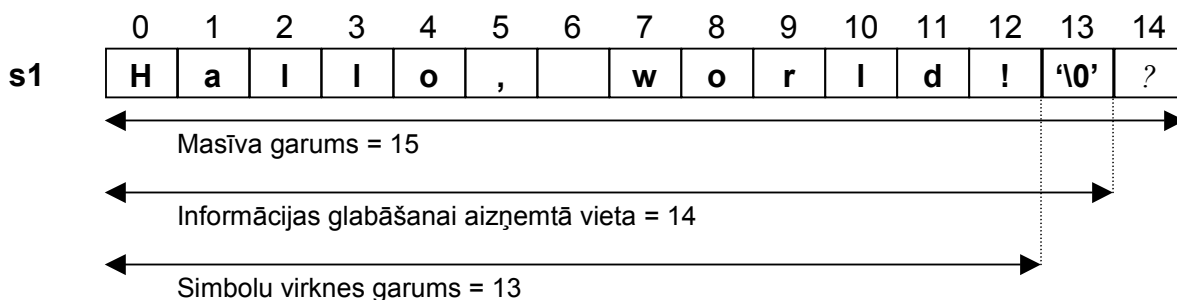 0 1 2 3 4 5 6 7 8 9 10 11 12 13 14
s1 H a l l o , w o r l d ! ‘\0’ ?
Masīva garums = 15
Informācijas glabāšanai aizņemtā vieta = 14
Simbolu virknes garums = 13